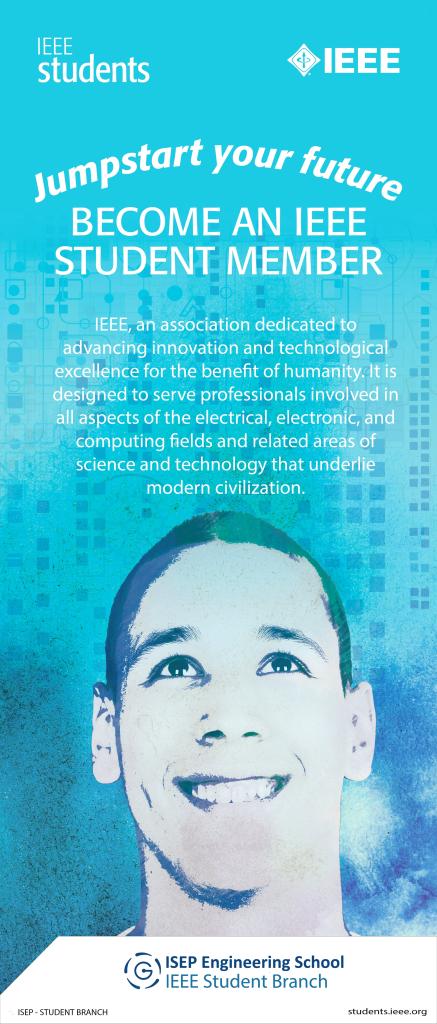 IEEE
students
IEEE
Jumpstart your future
BECOME AN IEEE
STUDENT MEMBER
IEEE, an association dedicated to
advancing innovation and technological
excellence for the benefit of humanity. It is
designed to serve professionals involved in
all aspects of the electrical, electronic, and
computing fields and related areas of
science and technology that underlie
modern civilization.
ISEP Engineering School
IEEE Student Branch
ISEP - STUDENT BRANCH
students.ieee.org